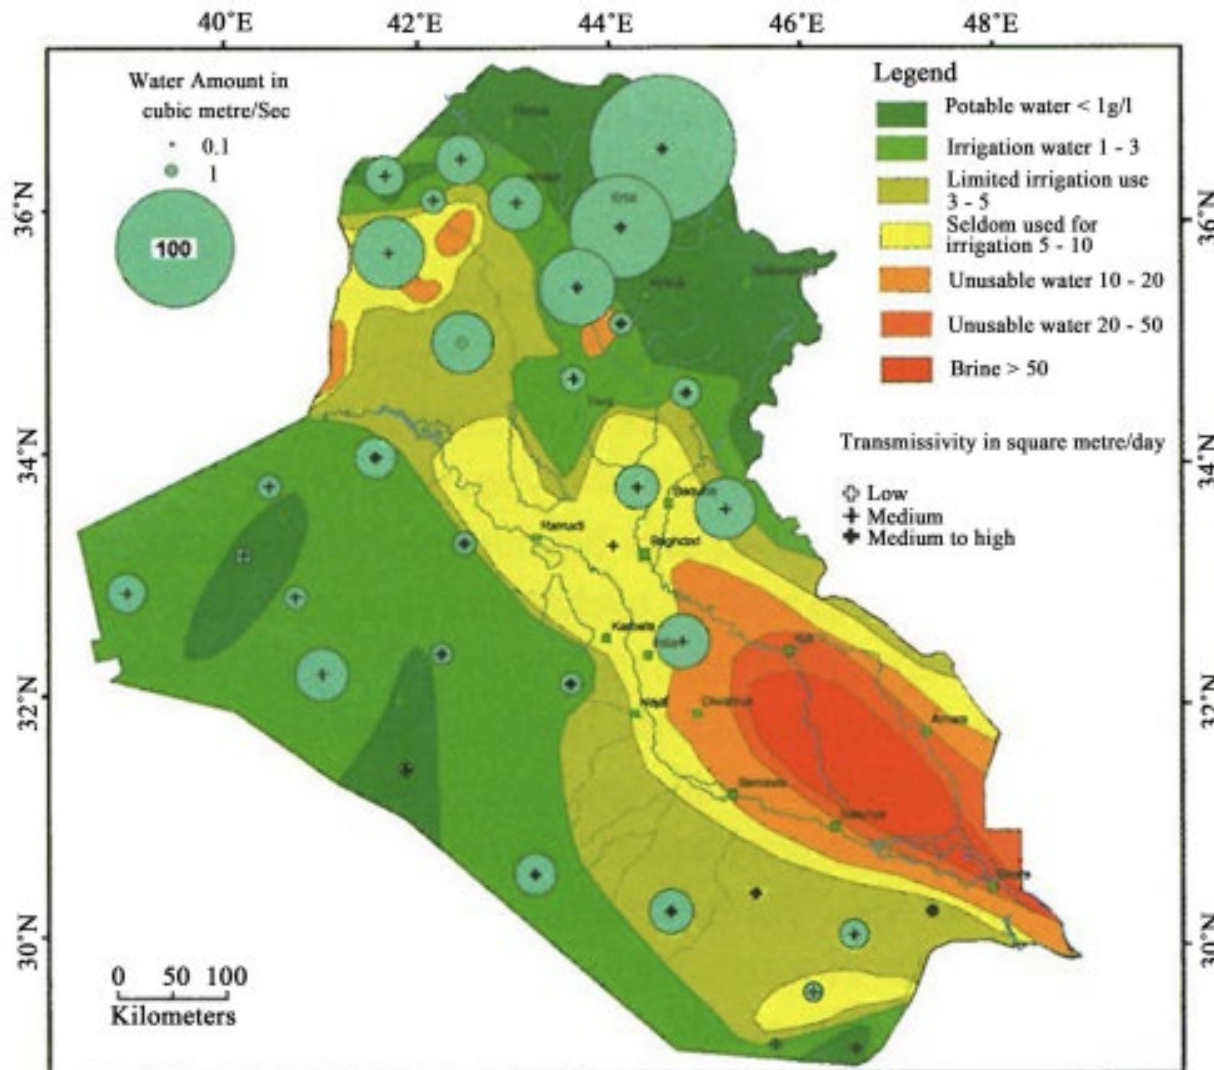 40°E 42°E 44°E 46°E 48°E
Water Amount in
cubic metre/Sec
0.1
1
100
Legend
Potable water < 1g/l
Irrigation water 1 - 3
Limited irrigation use
3 - 5
Seldom used for
irrigation 5 - 10
Unusable water 10 - 20
Unusable water 20 - 50
Brine > 50
Transmissivity in square metre/day
Low
Medium
Medium to high
36°N
36°N
34°N
34°N
32°N
32°N
30°N
30°N
Ramadi
Baghdad
Kerbala
Najaf
Amara
Basra
0 50 100
Kilometers